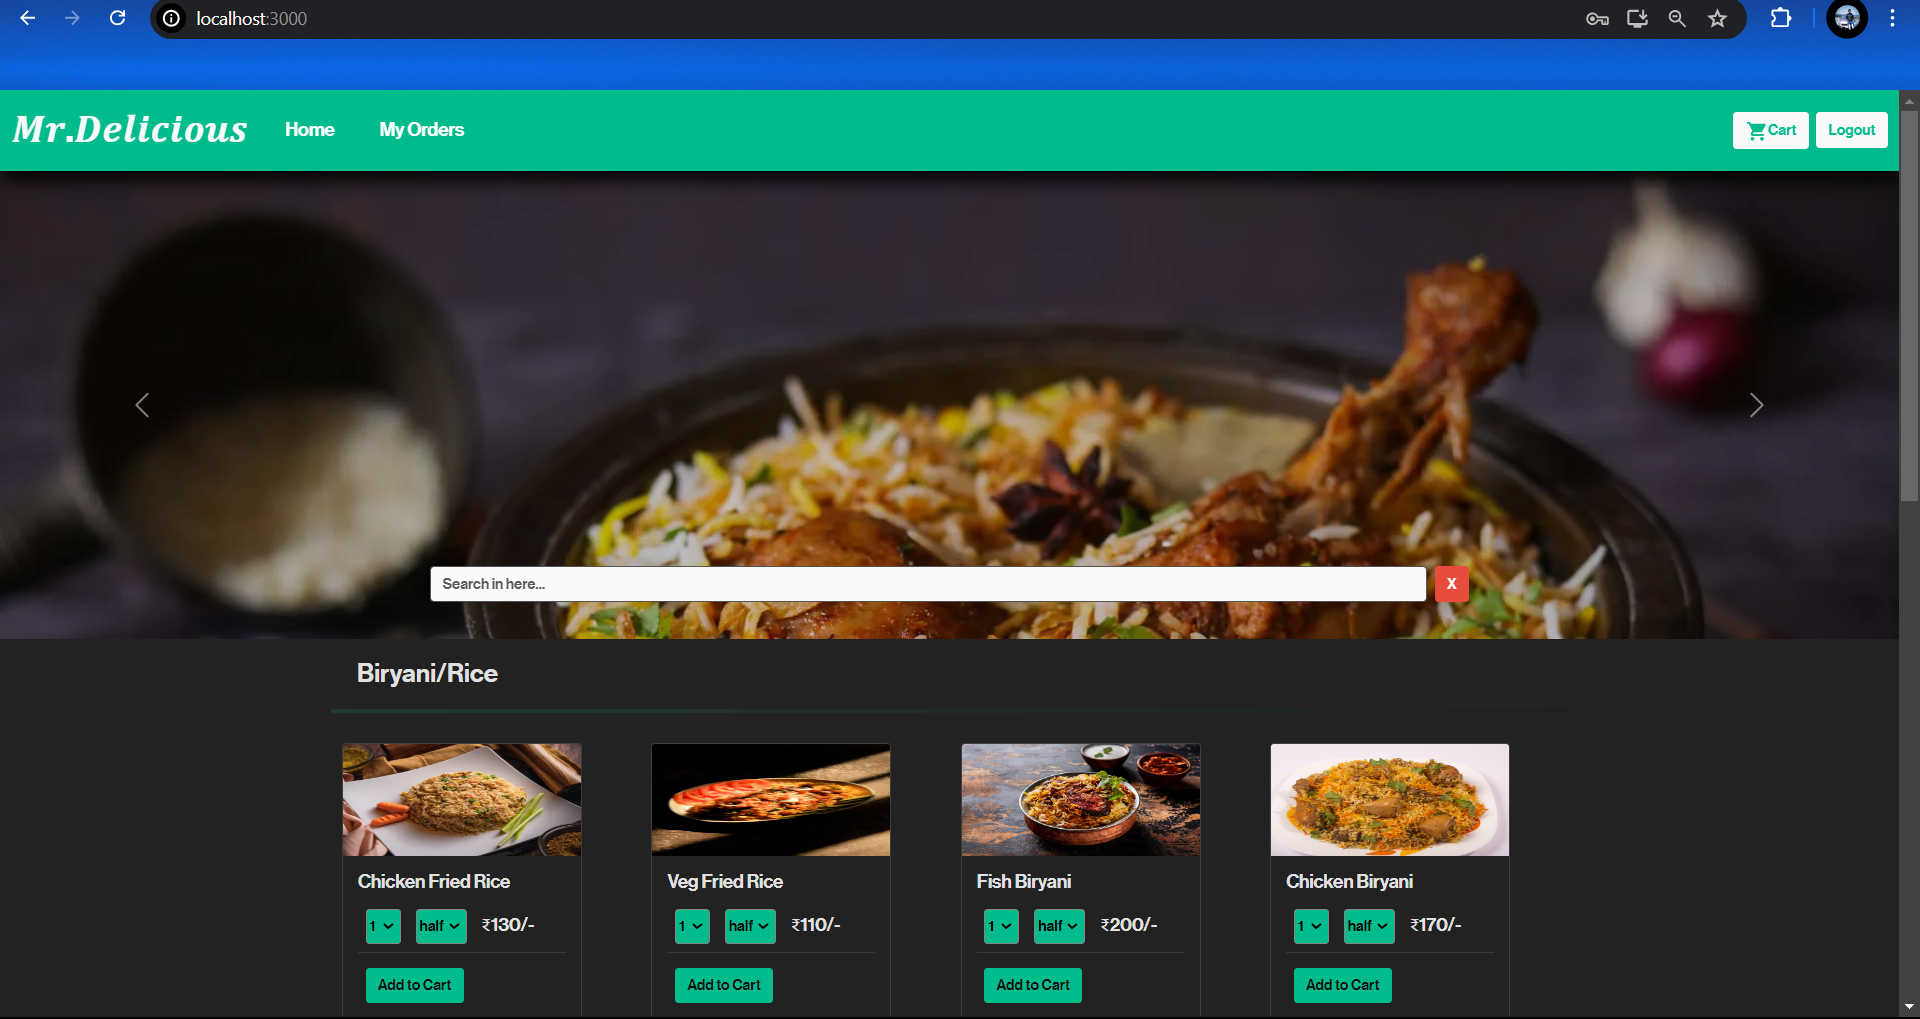 localhost:3000
Mr.Delicious Home My Orders Cart Logout
Search in here... X
Biryani/Rice
Chicken Fried Rice Veg Fried Rice Fish Biryani Chicken Biryani
1 half ₹130/- 1 half ₹110/- 1 half ₹200/- 1 half ₹170/-
Add to Cart Add to Cart Add to Cart Add to Cart